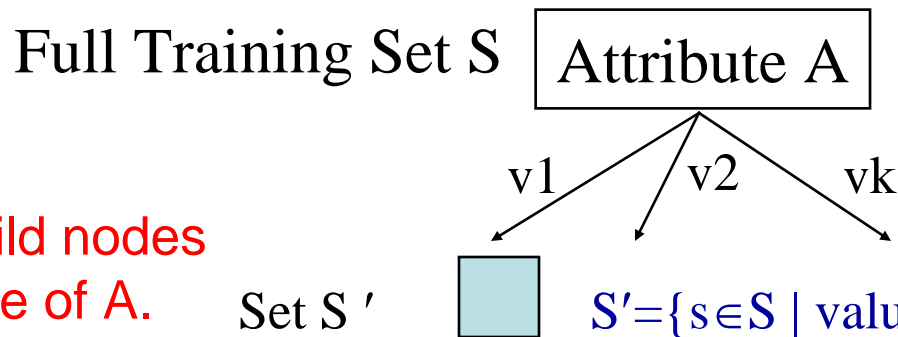 Full Training Set S
Attribute A
v1 v2 vk
ild nodes
e of A.
Set S ′
S′={s∈S | valu